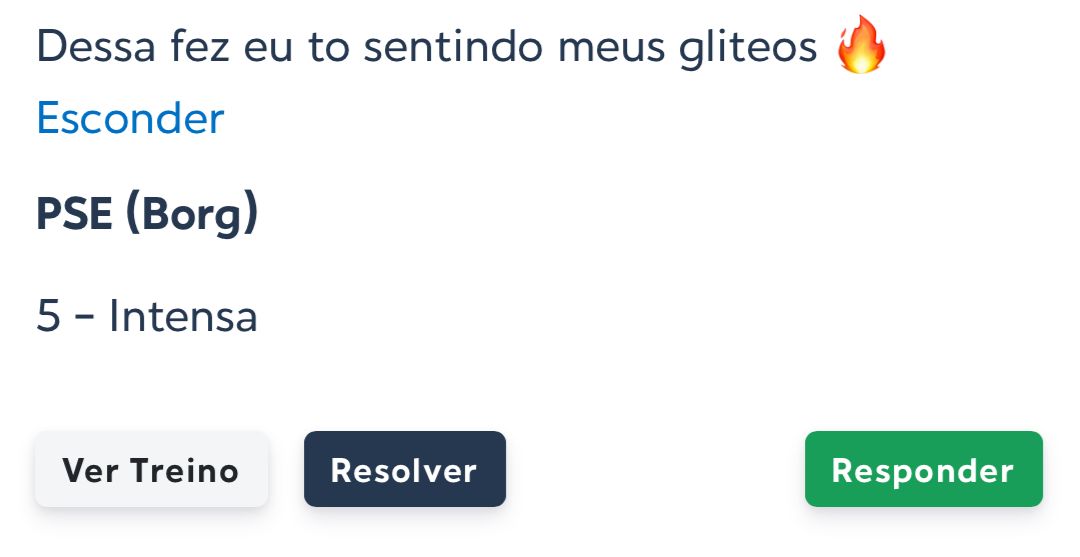 Dessa fez eu to sentindo meus gliteos 🔥
Esconder
PSE (Borg)
5 - Intensa
Ver Treino
Resolver
Responder